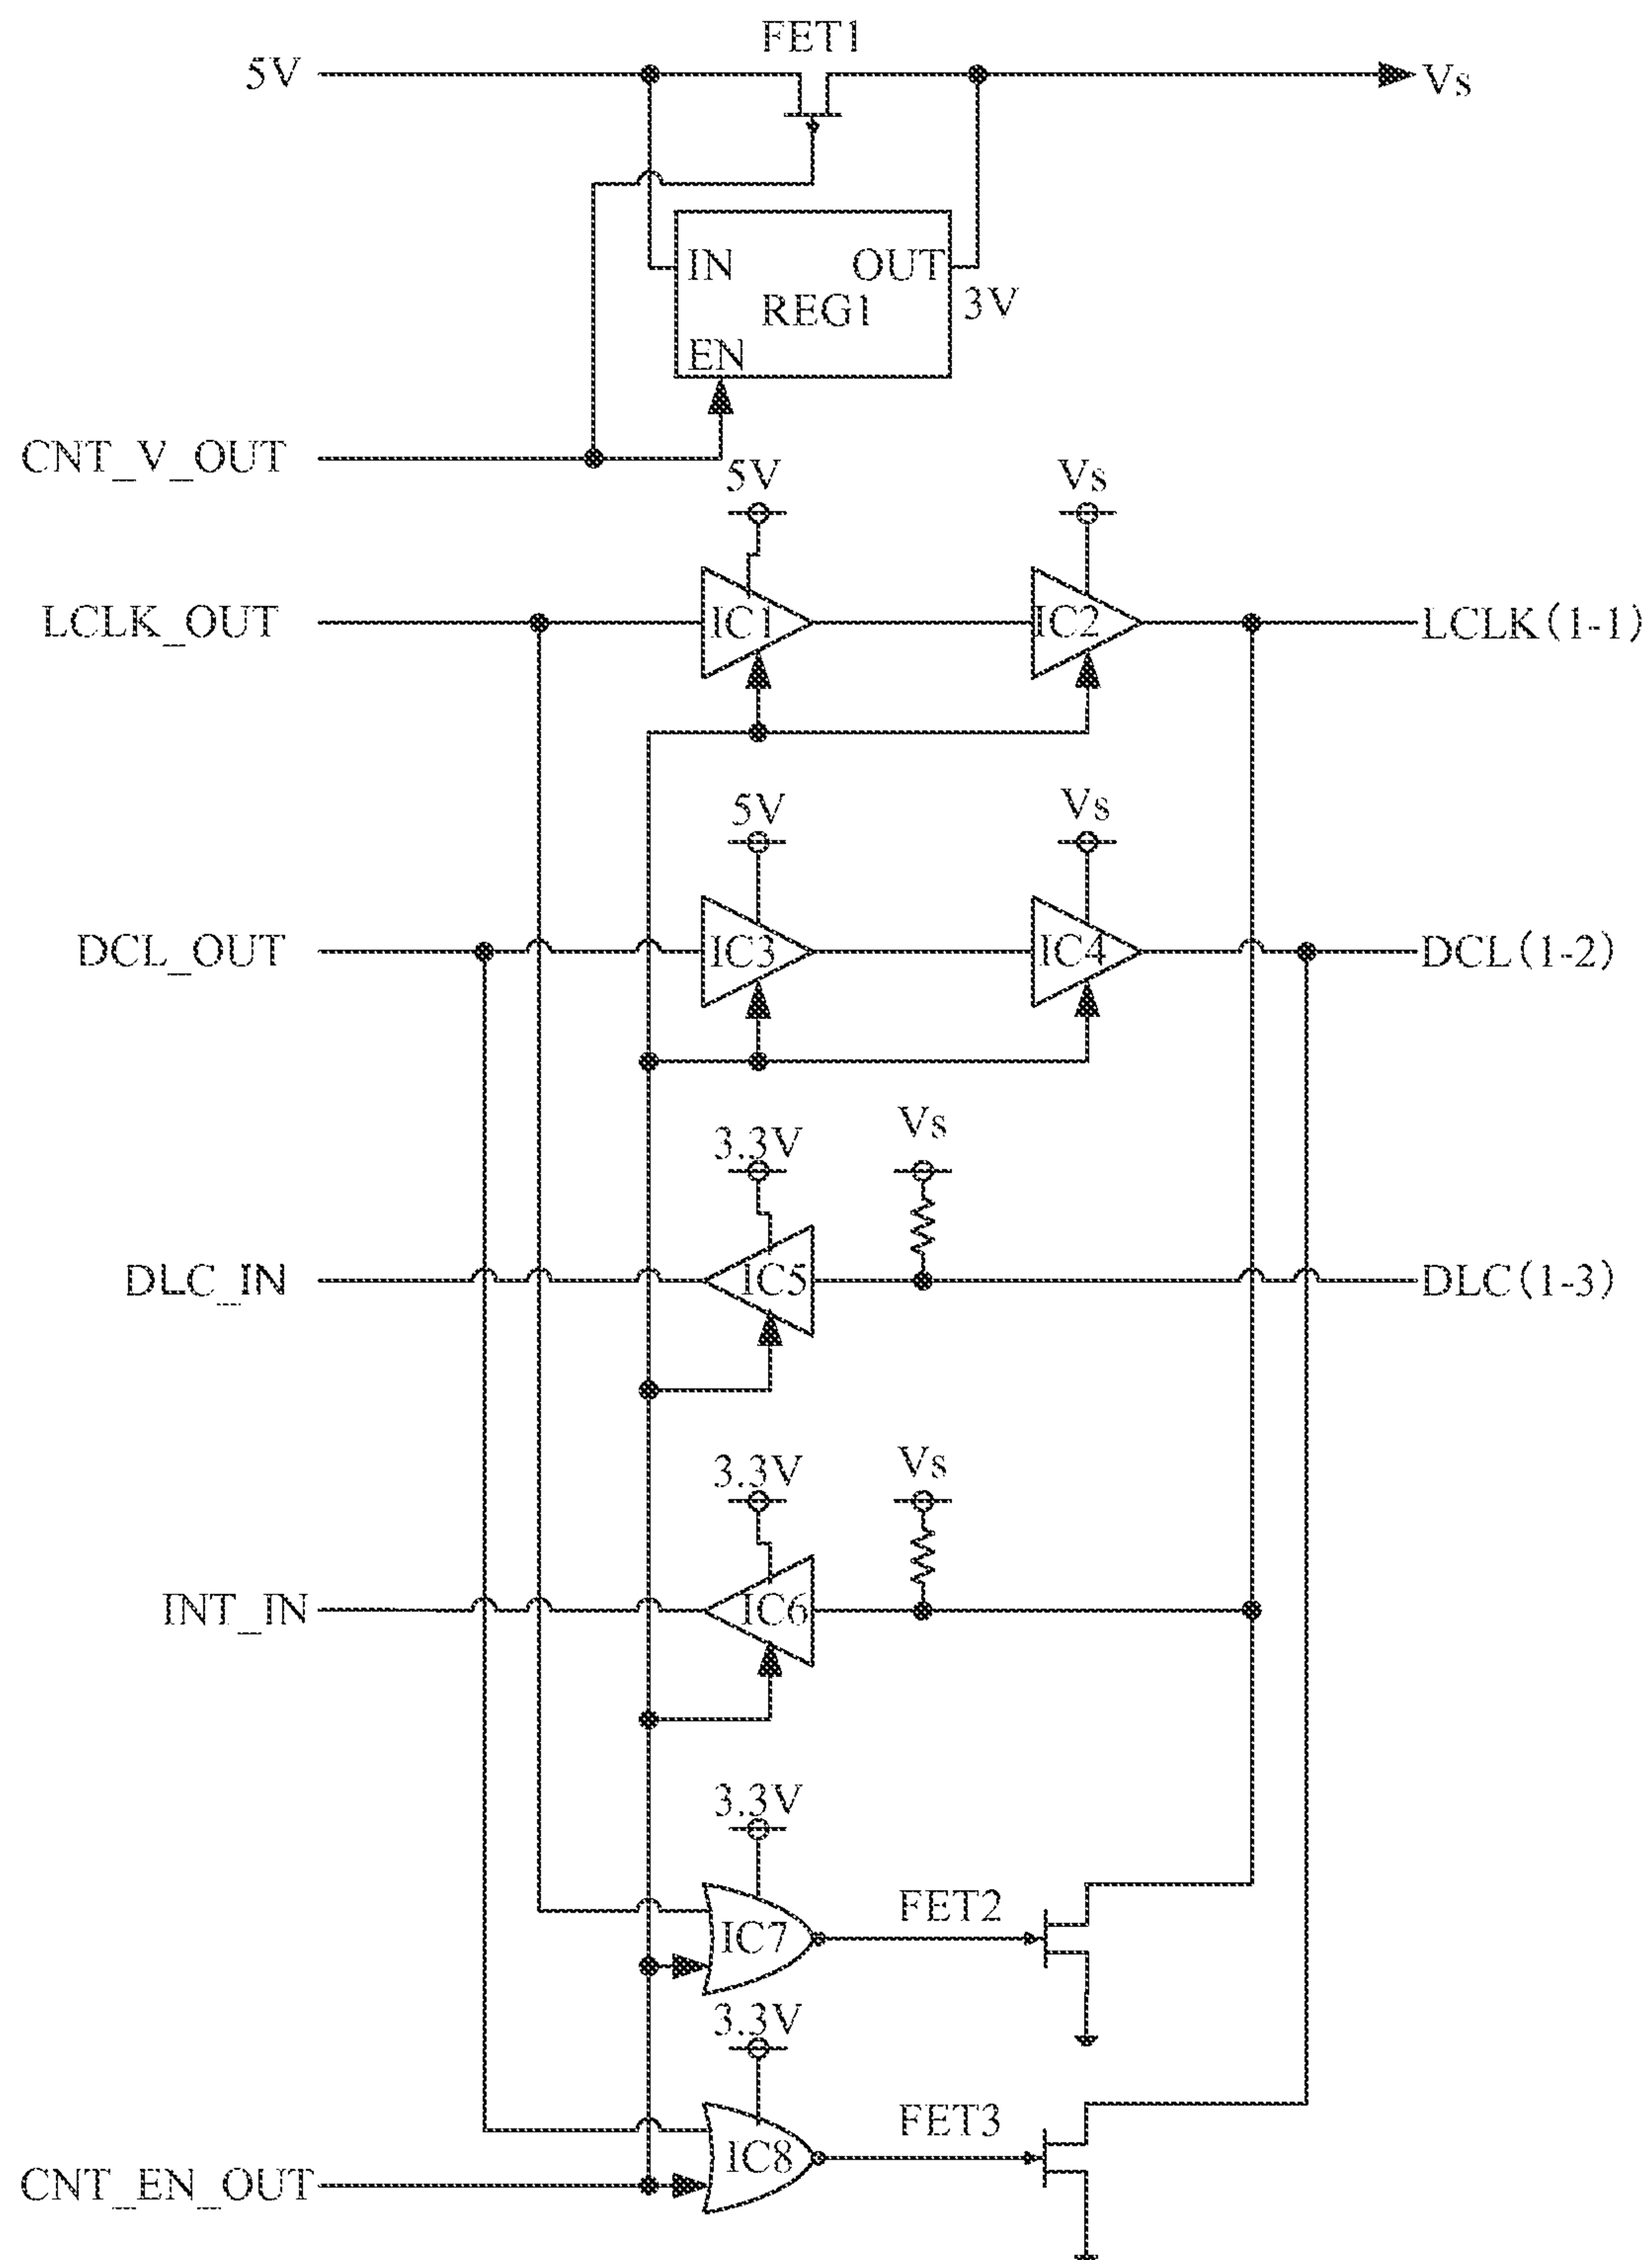 FET1
5V
Vs
IN
OUT
REG1
3V
EN
CNT_V_OUT
5V
Vs
LCLK_OUT
IC1
IC2
LCLK(1-1)
5V
Vs
DCL_OUT
IC3
IC4
DCL(1-2)
Vs
3.3V
DLC_IN
IC5
DLC(1-3)
Vs
3.3V
INT_IN
IC6
3.3V
FET2
IC7
3.3V
FET3
IC8
CNT_EN_OUT